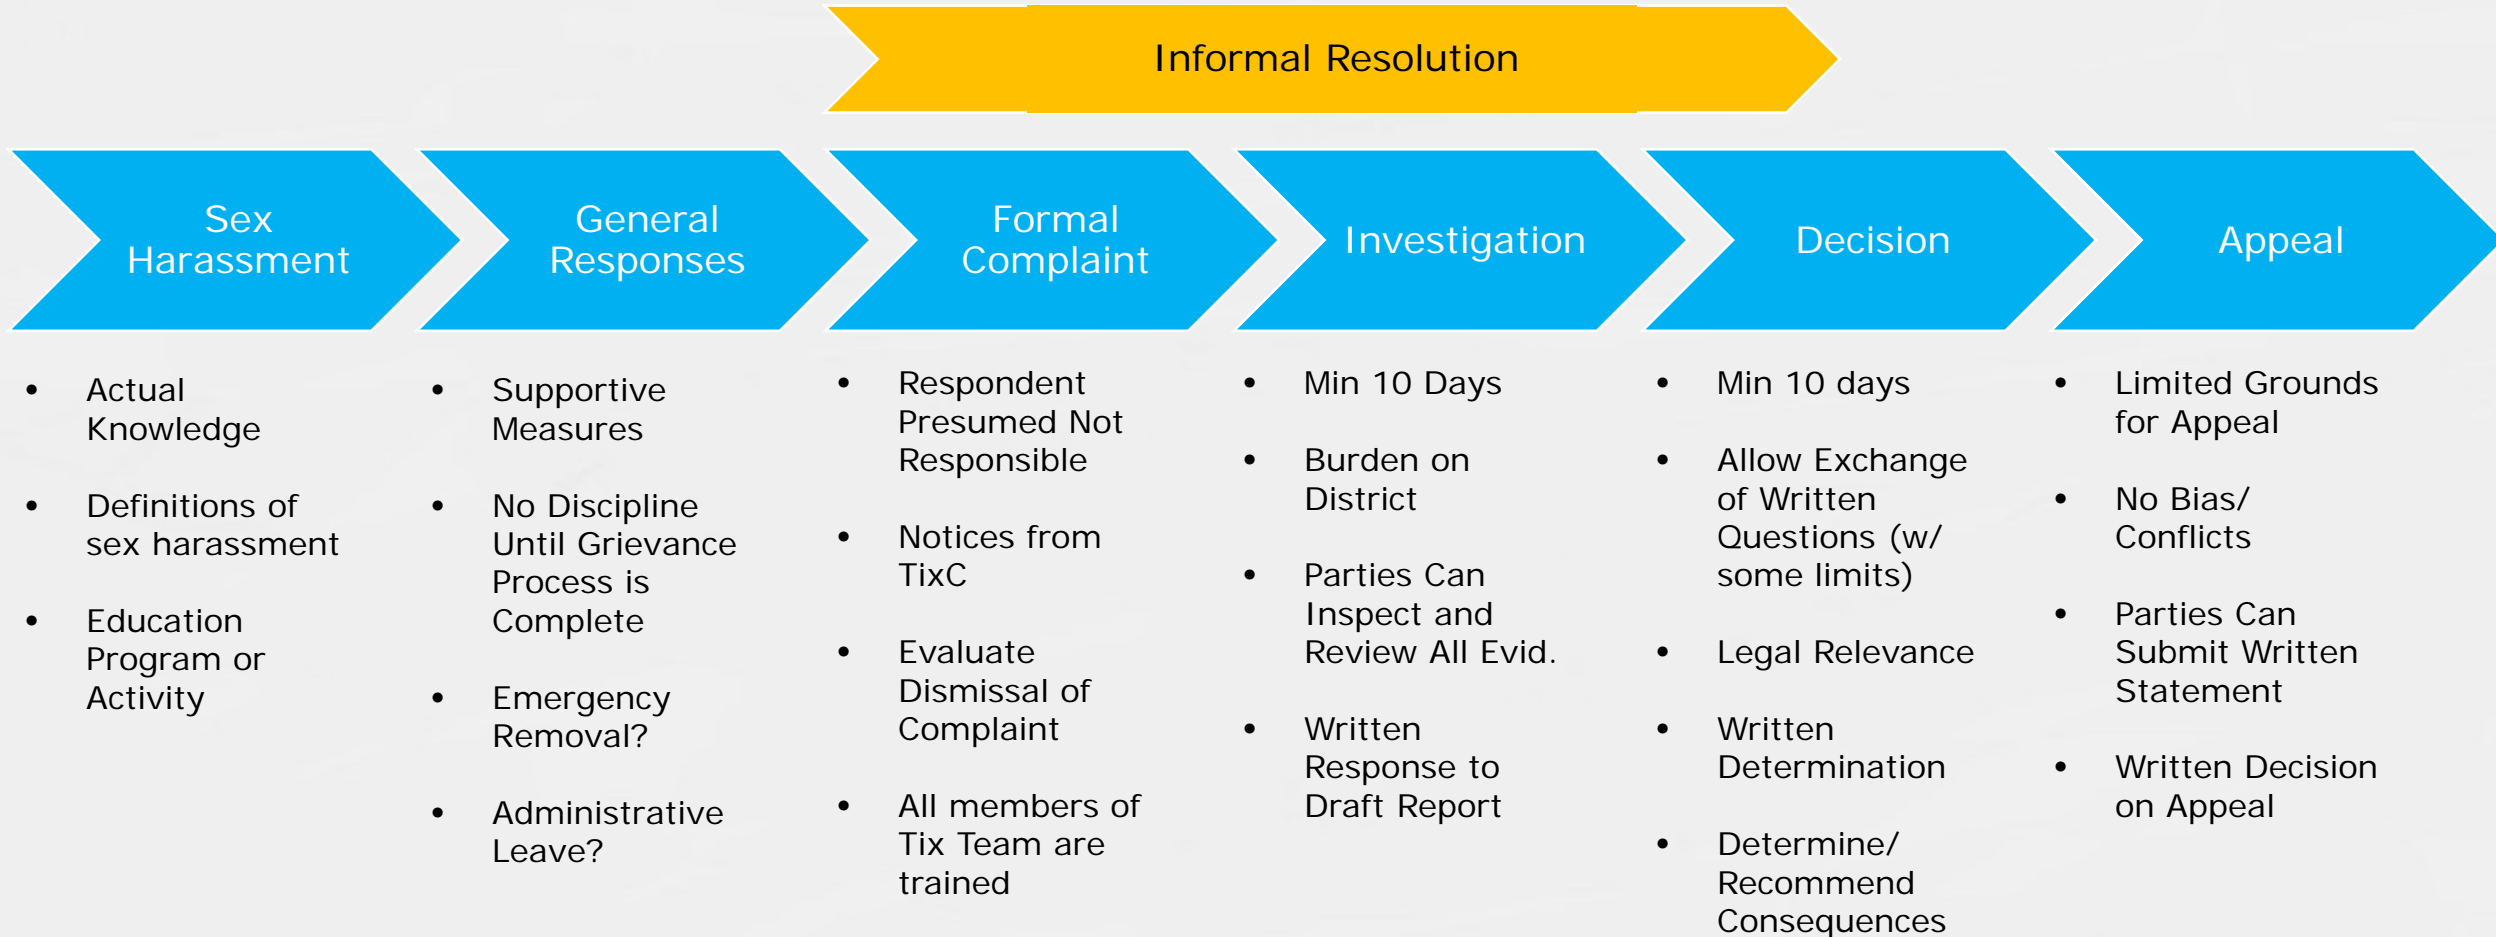 Informal Resolution
Sex
Harassment
General
Responses
Formal
Complaint
Investigation
Decision
Appeal
• Actual
Knowledge
• Definitions of
sex harassment
• Education
Program or
Activity
• Supportive
Measures
• No Discipline
Until Grievance
Process is
Complete
• Emergency
Removal?
• Administrative
Leave?
• Respondent
Presumed Not
Responsible
• Notices from
TixC
• Evaluate
Dismissal of
Complaint
• All members of
Tix Team are
trained
• Min 10 Days
• Burden on
District
• Parties Can
Inspect and
Review All Evid.
• Written
Response to
Draft Report
• Min 10 days
• Allow Exchange
of Written
Questions (w/
some limits)
• Legal Relevance
• Written
Determination
• Determine/
Recommend
Consequences
• Limited Grounds
for Appeal
• No Bias/
Conflicts
• Parties Can
Submit Written
Statement
• Written Decision
on Appeal